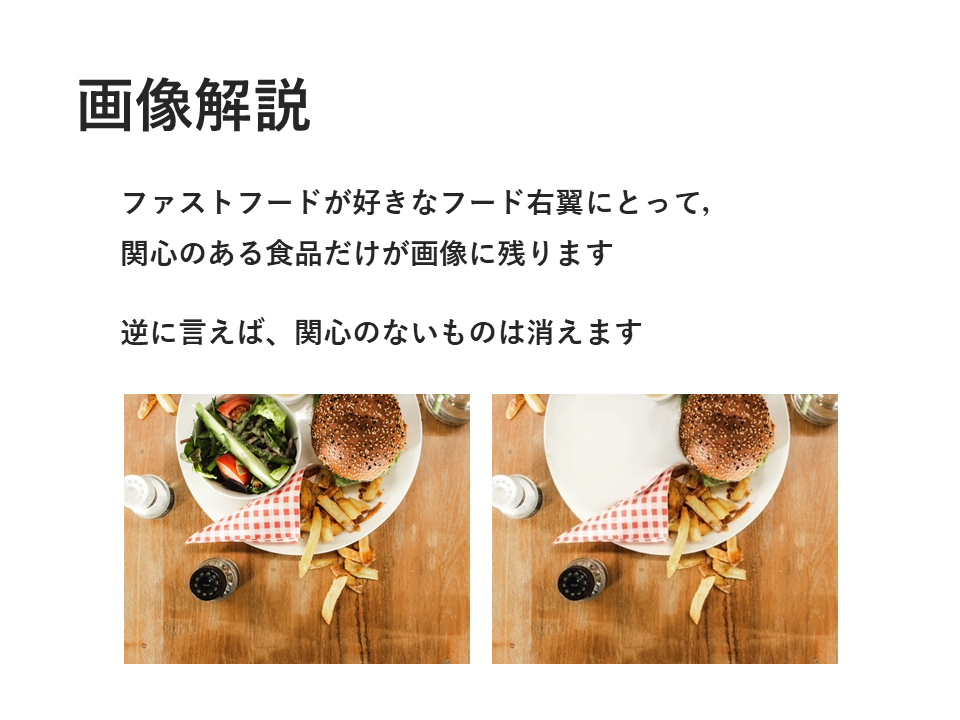 画像解説
ファストフードが好きなフード右翼にとって,
関心のある食品だけが画像に残ります
逆に言えば、関心のないものは消えます